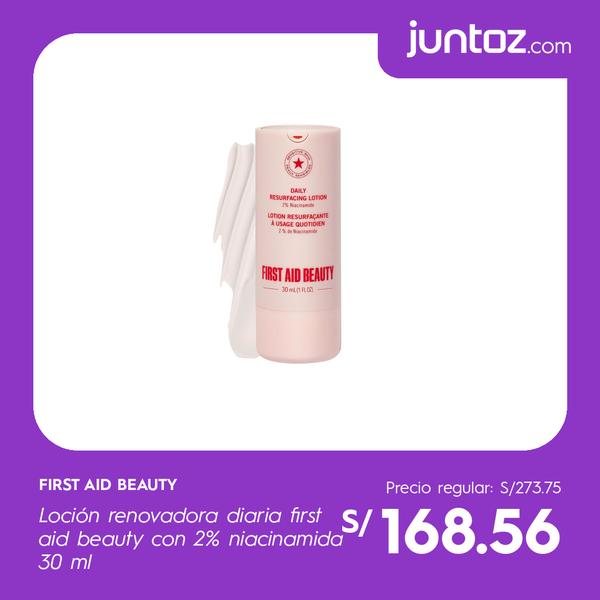 juntoz.com
DAILY
RESURFACING LOTION
2% Niacinamide
LOTION RESURFAÇANTE
À USAGE QUOTIDIEN
2 % de Niacinamide
FIRST AID BEAUTY
30 mL (1 FL OZ)
FIRST AID BEAUTY
Loción renovadora diaria first
aid beauty con 2% niacinamida
30 ml
Precio regular: S/273.75
S/ 168.56